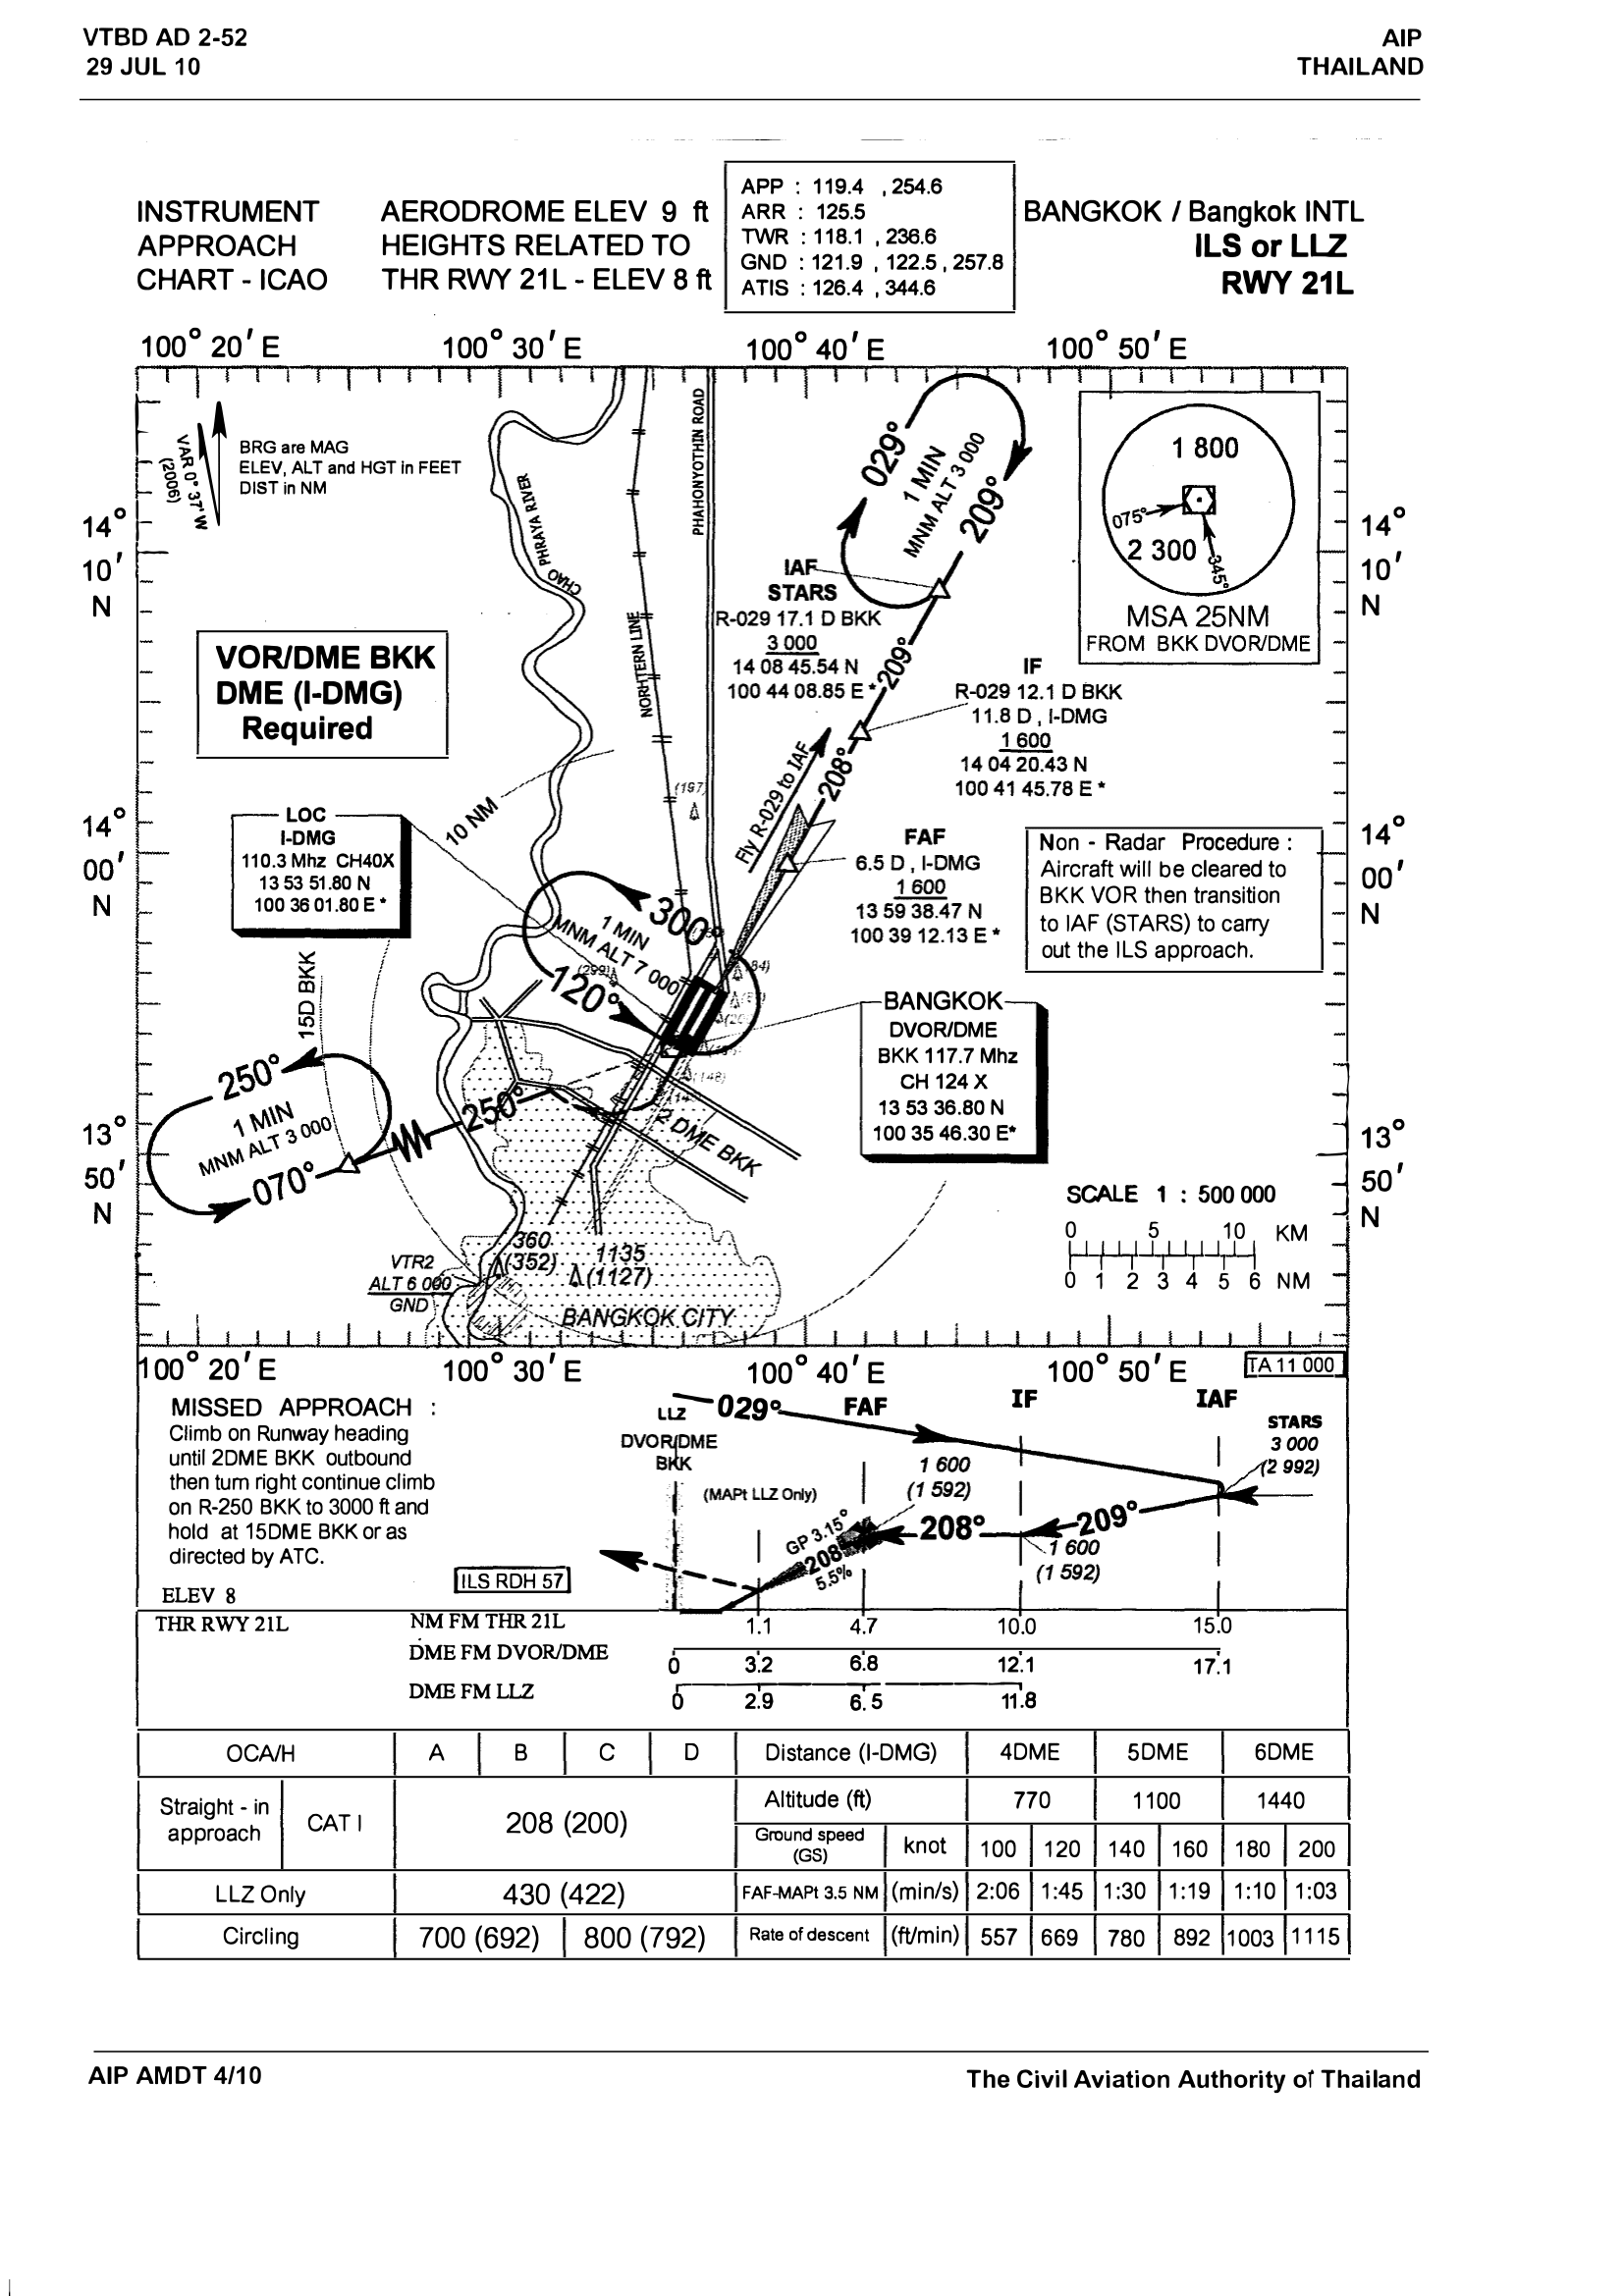 VTBD AD 2-52
29 JUL 10
AIP
THAILAND
INSTRUMENT
APPROACH
CHART - ICAO
AERODROME ELEV 9 ft
HEIGHTS RELATED TO
THR RWY 21L - ELEV 8 ft
APP : 119.4 , 254.6
ARR : 125.5
TWR : 118.1 , 236.6
GND : 121.9 , 122.5 , 257.8
ATIS : 126.4 , 344.6
BANGKOK / Bangkok INTL
ILS or LLZ
RWY 21L
100° 20' E
100° 30' E
100° 40' E
100° 50' E
VAR 0° 37' W
(2006)
BRG are MAG
ELEV, ALT and HGT in FEET
DIST in NM
CHAO PHRAYA RIVER
NORHTERN LINE
PHAHONYOTHIN ROAD
029°
1 MIN
MNM ALT 3 000
209°
1 800
075°
2 300
345°
MSA 25NM
FROM BKK DVOR/DME
14°
10'
N
14°
10'
N
IAF
STARS
R-029 17.1 D BKK
3 000
14 08 45.54 N
100 44 08.85 E *
209°
IF
R-029 12.1 D BKK
11.8 D , I-DMG
1 600
14 04 20.43 N
100 41 45.78 E *
VOR/DME BKK
DME (I-DMG)
Required
Fly R-029 to IAF
208°
(197)
10 NM
LOC
I-DMG
110.3 Mhz CH40X
13 53 51.80 N
100 36 01.80 E *
FAF
6.5 D , I-DMG
1 600
13 59 38.47 N
100 39 12.13 E *
Non - Radar Procedure :
Aircraft will be cleared to
BKK VOR then transition
to IAF (STARS) to carry
out the ILS approach.
14°
00'
N
14°
00'
N
300°
1 MIN
MNM ALT 7 000
120°
(299)
15D BKK
BANGKOK
DVOR/DME
BKK 117.7 Mhz
CH 124 X
13 53 36.80 N
100 35 46.30 E*
(148)
250°
1 MIN
MNM ALT 3 000
070°
250°
2 DME BKK
13°
50'
N
13°
50'
N
SCALE 1 : 500 000
0 5 10 KM
0 1 2 3 4 5 6 NM
VTR2
ALT 6 000
GND
360
(352)
1135
(1127)
BANGKOK CITY
100° 20' E
100° 30' E
100° 40' E
100° 50' E
TA 11 000
MISSED APPROACH :
Climb on Runway heading
until 2DME BKK outbound
then turn right continue climb
on R-250 BKK to 3000 ft and
hold at 15DME BKK or as
directed by ATC.
LLZ
DVOR/DME
BKK
029°
FAF
IF
IAF
STARS
3 000
(2 992)
1 600
(1 592)
(MAPt LLZ Only)
GP 3.15°
208
5.5%
208°
209°
1 600
(1 592)
ILS RDH 57
ELEV 8
THR RWY 21L
NM FM THR 21L 1.1 4.7 10.0 15.0
DME FM DVOR/DME 0 3.2 6.8 12.1 17.1
DME FM LLZ 0 2.9 6.5 11.8
OCA/H A B C D Distance (I-DMG) 4DME 5DME 6DME
Straight - in
approach
CAT I 208 (200)
Altitude (ft) 770 1100 1440
Ground speed
(GS)
knot 100 120 140 160 180 200
LLZ Only 430 (422) FAF-MAPt 3.5 NM (min/s) 2:06 1:45 1:30 1:19 1:10 1:03
Circling 700 (692) 800 (792) Rate of descent (ft/min) 557 669 780 892 1003 1115
AIP AMDT 4/10
The Civil Aviation Authority of Thailand